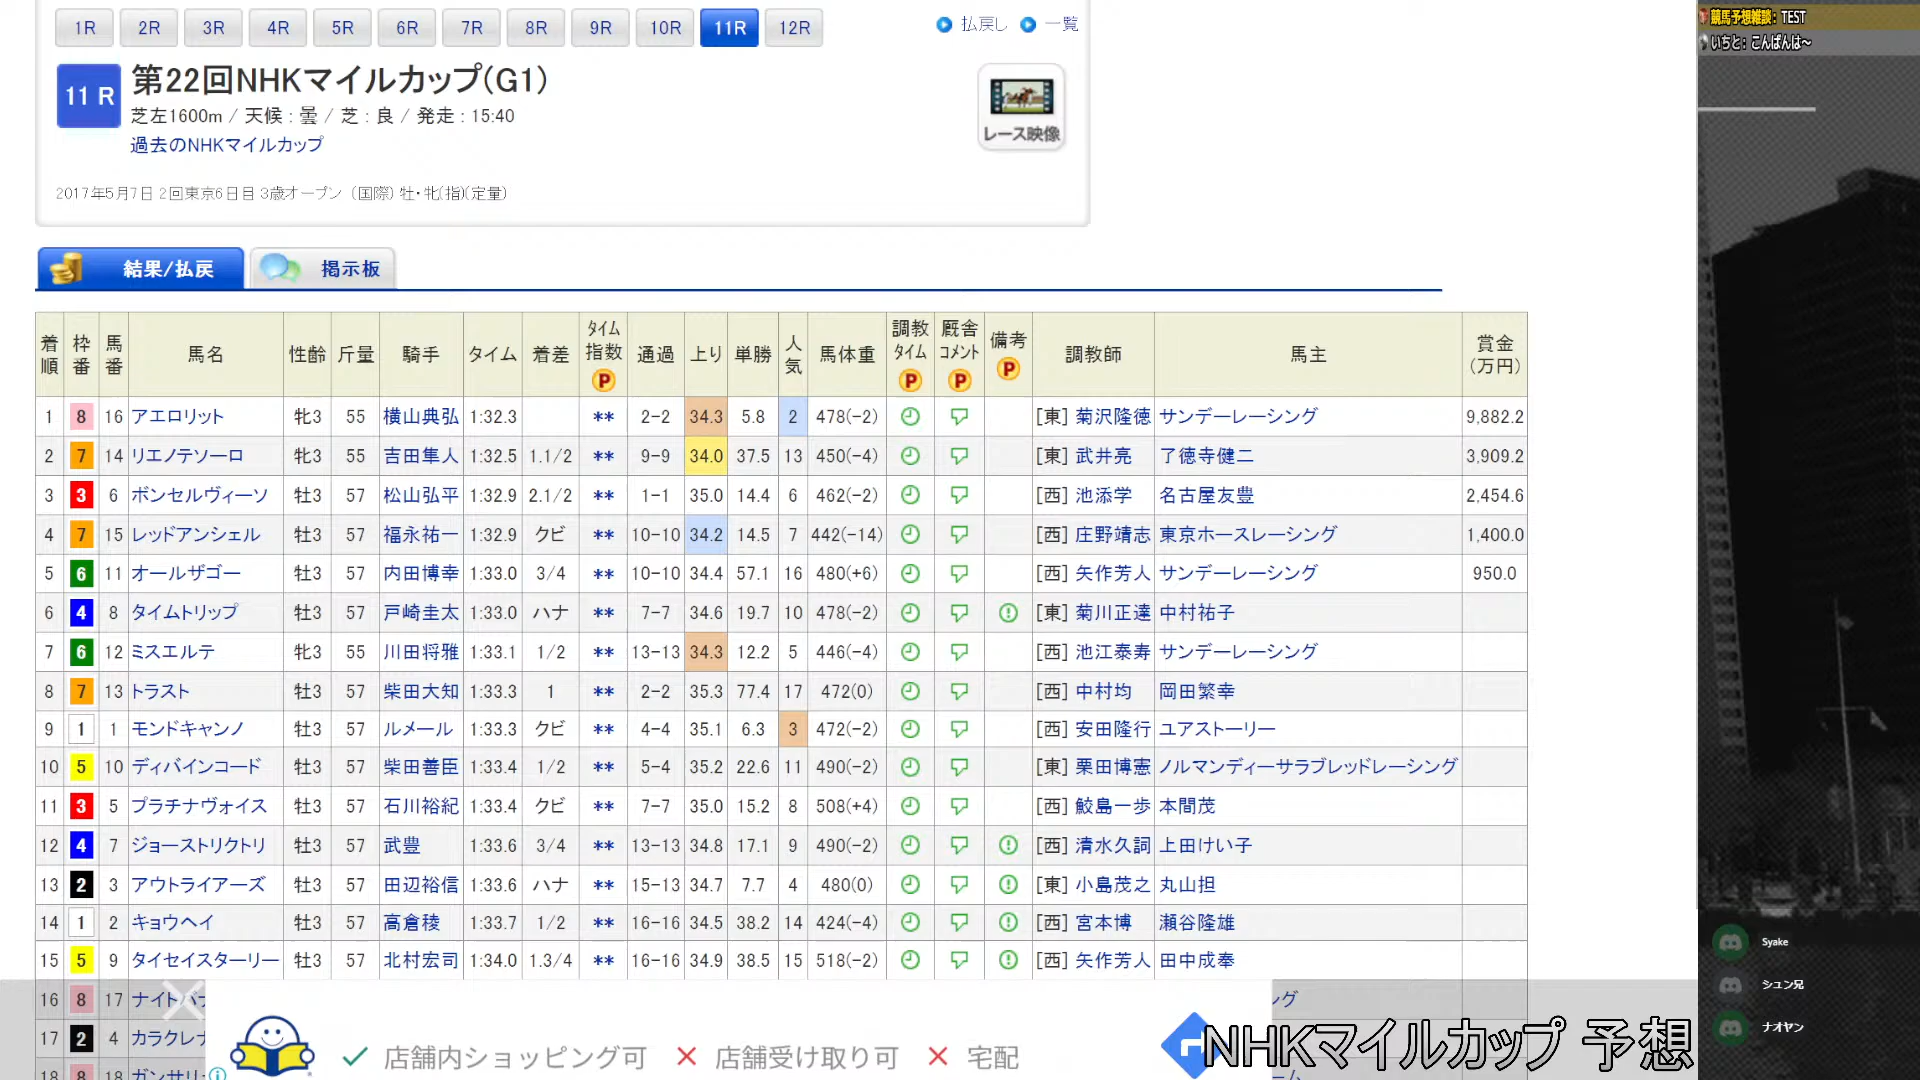 1R 2R 3R 4R 5R 6R 7R 8R 9R 10R 11R 12R 払戻し 一覧
11 R 第22回NHKマイルカップ(G1)
芝左1600m / 天候 : 曇 / 芝 : 良 / 発走 : 15:40
過去のNHKマイルカップ
レース映像
2017年5月7日 2回東京6日目 3歳オープン (国際) 牡・牝(指)(定量)
結果/払戻 掲示板
着順 枠番 馬番 馬名 性齢 斤量 騎手 タイム 着差 タイム指数 P 通過 上り 単勝 人気 馬体重 調教タイム P 厩舎コメント P 備考 P 調教師 馬主 賞金(万円)
1 8 16 アエロリット 牝3 55 横山典弘 1:32.3 ** 2-2 34.3 5.8 2 478(-2) [東] 菊沢隆徳 サンデーレーシング 9,882.2
2 7 14 リエノテソーロ 牝3 55 吉田隼人 1:32.5 1.1/2 ** 9-9 34.0 37.5 13 450(-4) [東] 武井亮 了徳寺健二 3,909.2
3 3 6 ボンセルヴィーソ 牡3 57 松山弘平 1:32.9 2.1/2 ** 1-1 35.0 14.4 6 462(-2) [西] 池添学 名古屋友豊 2,454.6
4 7 15 レッドアンシェル 牡3 57 福永祐一 1:32.9 クビ ** 10-10 34.2 14.5 7 442(-14) [西] 庄野靖志 東京ホースレーシング 1,400.0
5 6 11 オールザゴー 牡3 57 内田博幸 1:33.0 3/4 ** 10-10 34.4 57.1 16 480(+6) [西] 矢作芳人 サンデーレーシング 950.0
6 4 8 タイムトリップ 牡3 57 戸崎圭太 1:33.0 ハナ ** 7-7 34.6 19.7 10 478(-2) [東] 菊川正達 中村祐子
7 6 12 ミスエルテ 牝3 55 川田将雅 1:33.1 1/2 ** 13-13 34.3 12.2 5 446(-4) [西] 池江泰寿 サンデーレーシング
8 7 13 トラスト 牡3 57 柴田大知 1:33.3 1 ** 2-2 35.3 77.4 17 472(0) [西] 中村均 岡田繁幸
9 1 1 モンドキャンノ 牡3 57 ルメール 1:33.3 クビ ** 4-4 35.1 6.3 3 472(-2) [西] 安田隆行 ユアストーリー
10 5 10 ディバインコード 牡3 57 柴田善臣 1:33.4 1/2 ** 5-4 35.2 22.6 11 490(-2) [東] 栗田博憲 ノルマンディーサラブレッドレーシング
11 3 5 プラチナヴォイス 牡3 57 石川裕紀 1:33.4 クビ ** 7-7 35.0 15.2 8 508(+4) [西] 鮫島一歩 本間茂
12 4 7 ジョーストリクトリ 牡3 57 武豊 1:33.6 3/4 ** 13-13 34.8 17.1 9 490(-2) [西] 清水久詞 上田けい子
13 2 3 アウトライアーズ 牡3 57 田辺裕信 1:33.6 ハナ ** 15-13 34.7 7.7 4 480(0) [東] 小島茂之 丸山担
14 1 2 キョウヘイ 牡3 57 高倉稜 1:33.7 1/2 ** 16-16 34.5 38.2 14 424(-4) [西] 宮本博 瀬谷隆雄
15 5 9 タイセイスターリー 牡3 57 北村宏司 1:34.0 1.3/4 ** 16-16 34.9 38.5 15 518(-2) [西] 矢作芳人 田中成奉
16 8 17 ナイトバナ ング
17 2 4 カラクレナ
18 8 18 ガンサリ ーム
店舗内ショッピング可 店舗受け取り可 宅配
NHKマイルカップ 予想
競馬予想雑談: TEST
いちと: こんばんは~
Syake
シュン兄
ナオヤン